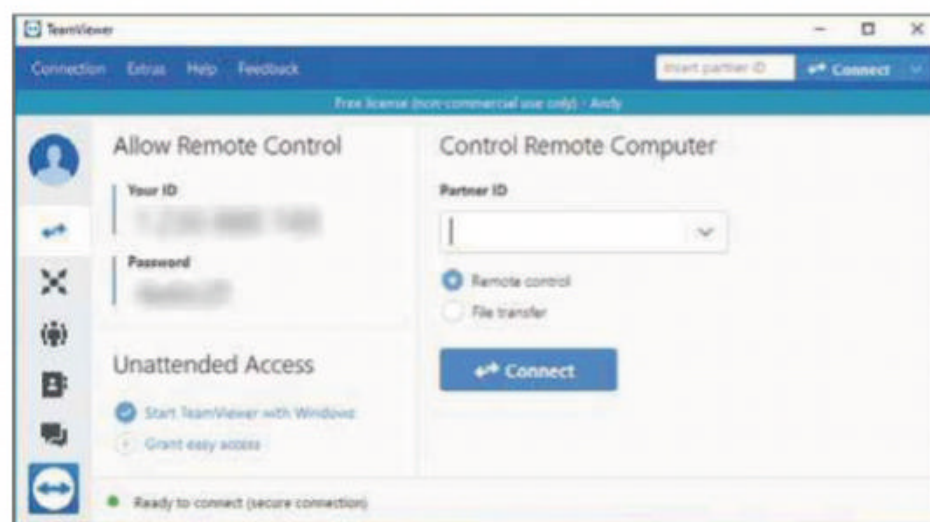 TeamViewer
Connection Extras Help Feedback
Insert partner ID
Connect
Free license (non-commercial use only) - Andy
Allow Remote Control
Your ID
Password
Unattended Access
Start TeamViewer with Windows
Grant easy access
Control Remote Computer
Partner ID
Remote control
File transfer
Connect
Ready to connect (secure connection)